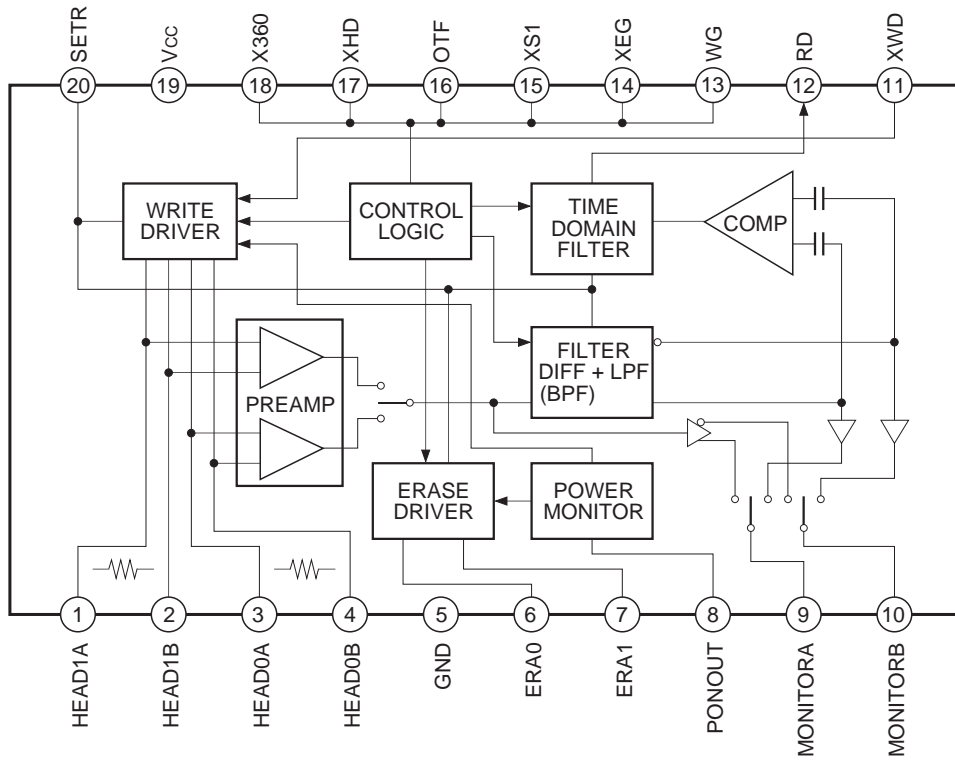 SETR
Vcc
X360
XHD
OTF
XS1
XEG
WG
RD
XWD
20
19
18
17
16
15
14
13
12
11
WRITE
DRIVER
CONTROL
LOGIC
TIME
DOMAIN
FILTER
COMP
PREAMP
FILTER
DIFF + LPF
(BPF)
ERASE
DRIVER
POWER
MONITOR
1
2
3
4
5
6
7
8
9
10
HEAD1A
HEAD1B
HEAD0A
HEAD0B
GND
ERA0
ERA1
PONOUT
MONITORA
MONITORB